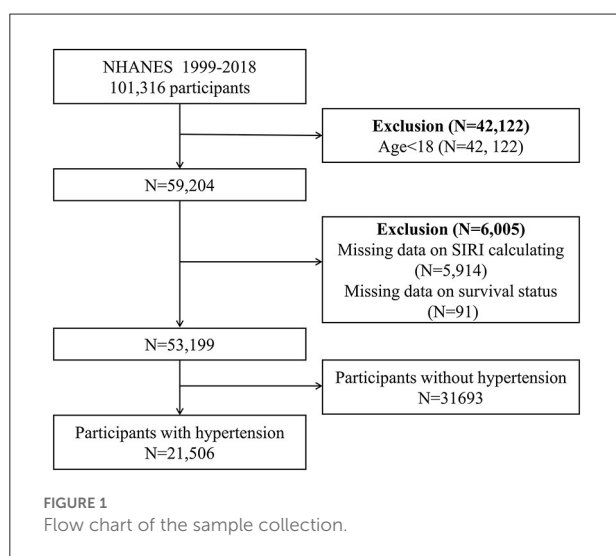 NHANES 1999-2018
101,316 participants
Exclusion (N=42,122)
Age<18 (N=42, 122)
N=59,204
Exclusion (N=6,005)
Missing data on SIRI calculating
(N=5,914)
Missing data on survival status
(N=91)
N=53,199
Participants without hypertension
N=31693
Participants with hypertension
N=21,506
FIGURE 1
Flow chart of the sample collection.